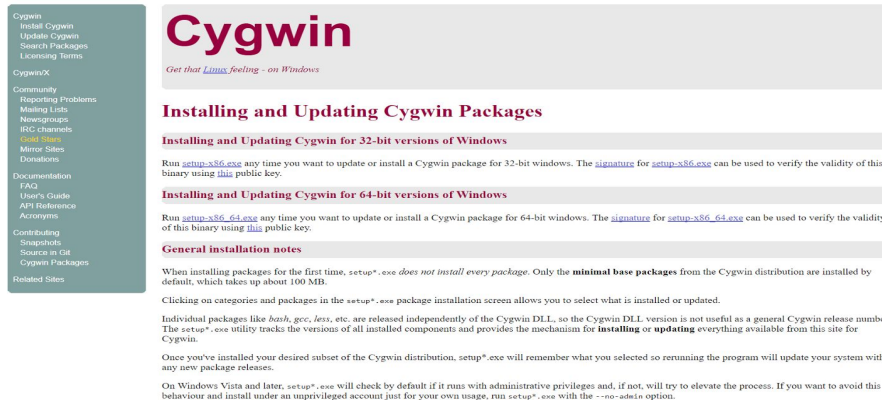 Cygwin
Install Cygwin
Update Cygwin
Search Packages
Licensing Terms
Cygwin/X
Community
Reporting Problems
Mailing Lists
Newsgroups
IRC channels
Gold Stars
Mirror Sites
Donations
Documentation
FAQ
User's Guide
API Reference
Acronyms
Contributing
Snapshots
Source in Git
Cygwin Packages
Related Sites
Cygwin
Get that Linux feeling - on Windows
Installing and Updating Cygwin Packages
Installing and Updating Cygwin for 32-bit versions of Windows
Run setup-x86.exe any time you want to update or install a Cygwin package for 32-bit windows. The signature for setup-x86.exe can be used to verify the validity of this
binary using this public key.
Installing and Updating Cygwin for 64-bit versions of Windows
Run setup-x86_64.exe any time you want to update or install a Cygwin package for 64-bit windows. The signature for setup-x86_64.exe can be used to verify the validity
of this binary using this public key.
General installation notes
When installing packages for the first time, setup*.exe does not install every package. Only the minimal base packages from the Cygwin distribution are installed by
default, which takes up about 100 MB.
Clicking on categories and packages in the setup*.exe package installation screen allows you to select what is installed or updated.
Individual packages like bash, gcc, less, etc. are released independently of the Cygwin DLL, so the Cygwin DLL version is not useful as a general Cygwin release numbe
The setup*.exe utility tracks the versions of all installed components and provides the mechanism for installing or updating everything available from this site for
Cygwin.
Once you've installed your desired subset of the Cygwin distribution, setup*.exe will remember what you selected so rerunning the program will update your system with
any new package releases.
On Windows Vista and later, setup*.exe will check by default if it runs with administrative privileges and, if not, will try to elevate the process. If you want to avoid this
behaviour and install under an unprivileged account just for your own usage, run setup*.exe with the --no-admin option.